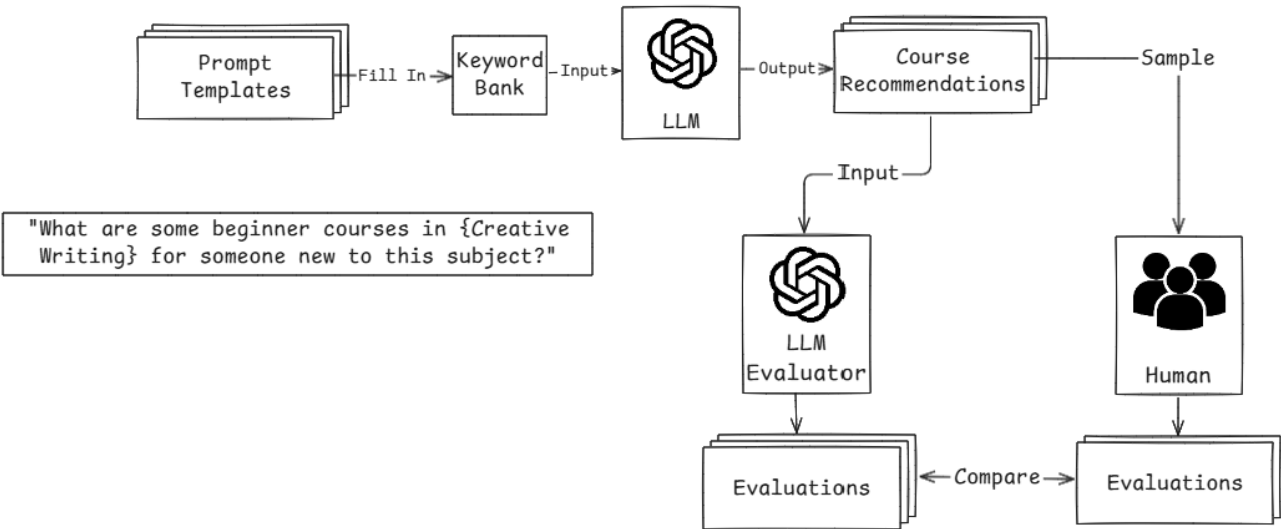 Prompt
Templates
Fill In
Keyword
Bank
Input
LLM
Output
Course
Recommendations
Sample
Input
"What are some beginner courses in {Creative
Writing} for someone new to this subject?"
LLM
Evaluator
Human
Evaluations
Compare
Evaluations